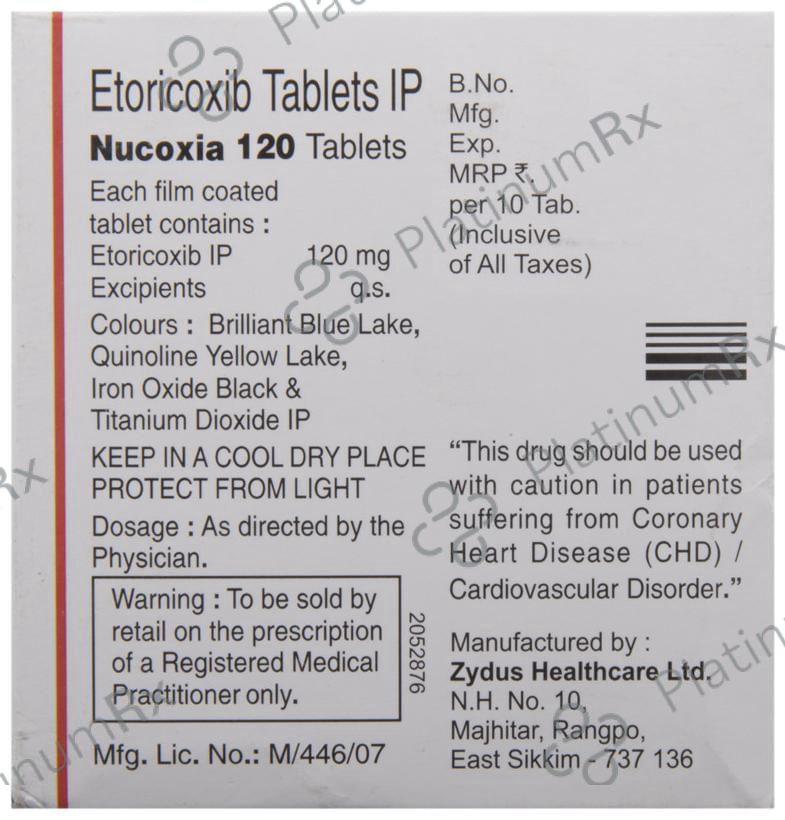 Etoricoxib Tablets IP
Nucoxia 120 Tablets
Each film coated
tablet contains :
Etoricoxib IP 120 mg
Excipients q.s.
Colours : Brilliant Blue Lake,
Quinoline Yellow Lake,
Iron Oxide Black &
Titanium Dioxide IP
KEEP IN A COOL DRY PLACE
PROTECT FROM LIGHT
Dosage : As directed by the
Physician.
Warning : To be sold by
retail on the prescription
of a Registered Medical
Practitioner only.
2052876
Mfg. Lic. No.: M/446/07
B.No.
Mfg.
Exp.
MRP ₹.
per 10 Tab.
(Inclusive
of All Taxes)
“This drug should be used
with caution in patients
suffering from Coronary
Heart Disease (CHD) /
Cardiovascular Disorder.”
Manufactured by :
Zydus Healthcare Ltd.
N.H. No. 10,
Majhitar, Rangpo,
East Sikkim - 737 136
PlatinumRx
PlatinumRx